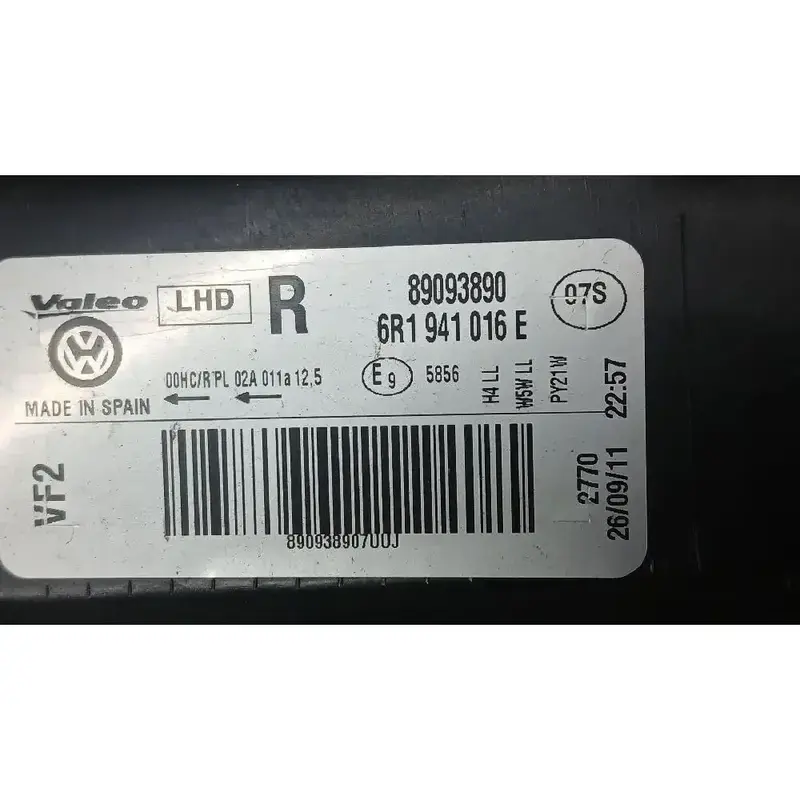 Valeo LHD R 89093890 07S
6R1 941 016 E
00HC/R PL 02A 011a 12,5 E9 5856
MADE IN SPAIN
H4 LL
W5W LL
PY21W
22:57
VF2
2770
26/09/11
89093890700J